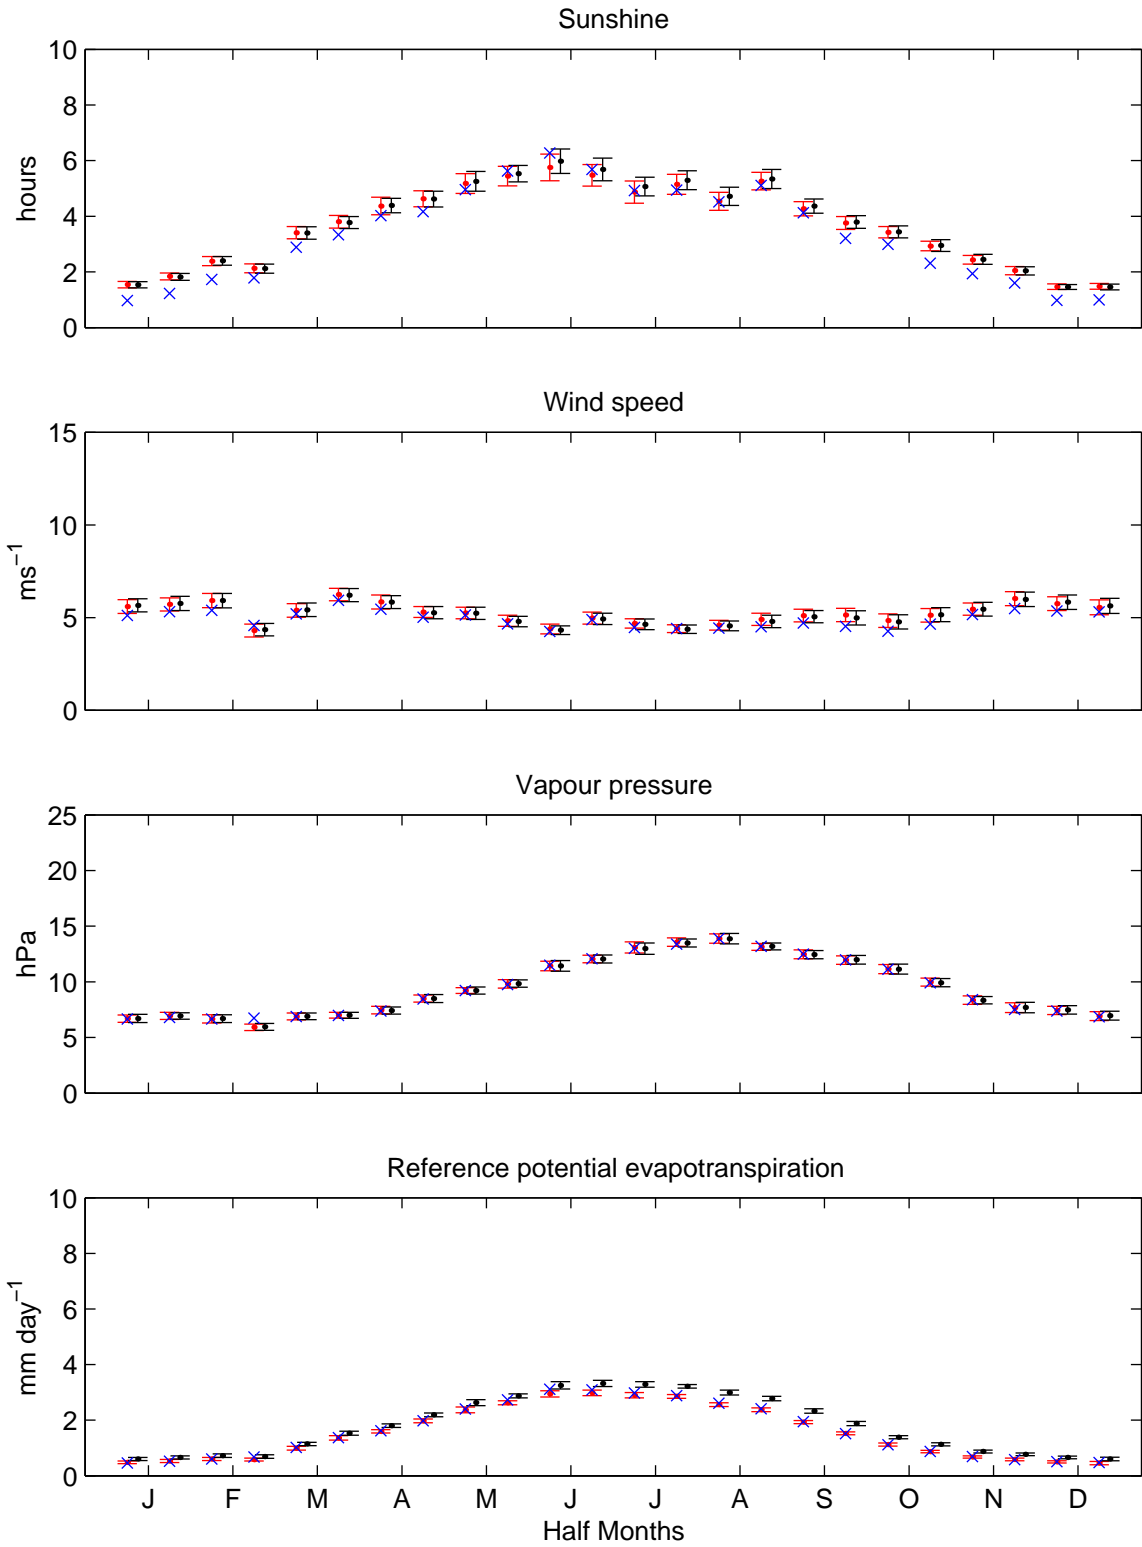 Sunshine
10
8
6
4
2
0
hours
Wind speed
15
10
5
0
ms⁻¹
Vapour pressure
25
20
15
10
5
0
hPa
Reference potential evapotranspiration
10
8
6
4
2
0
mm day⁻¹
J F M A M J J A S O N D
Half Months